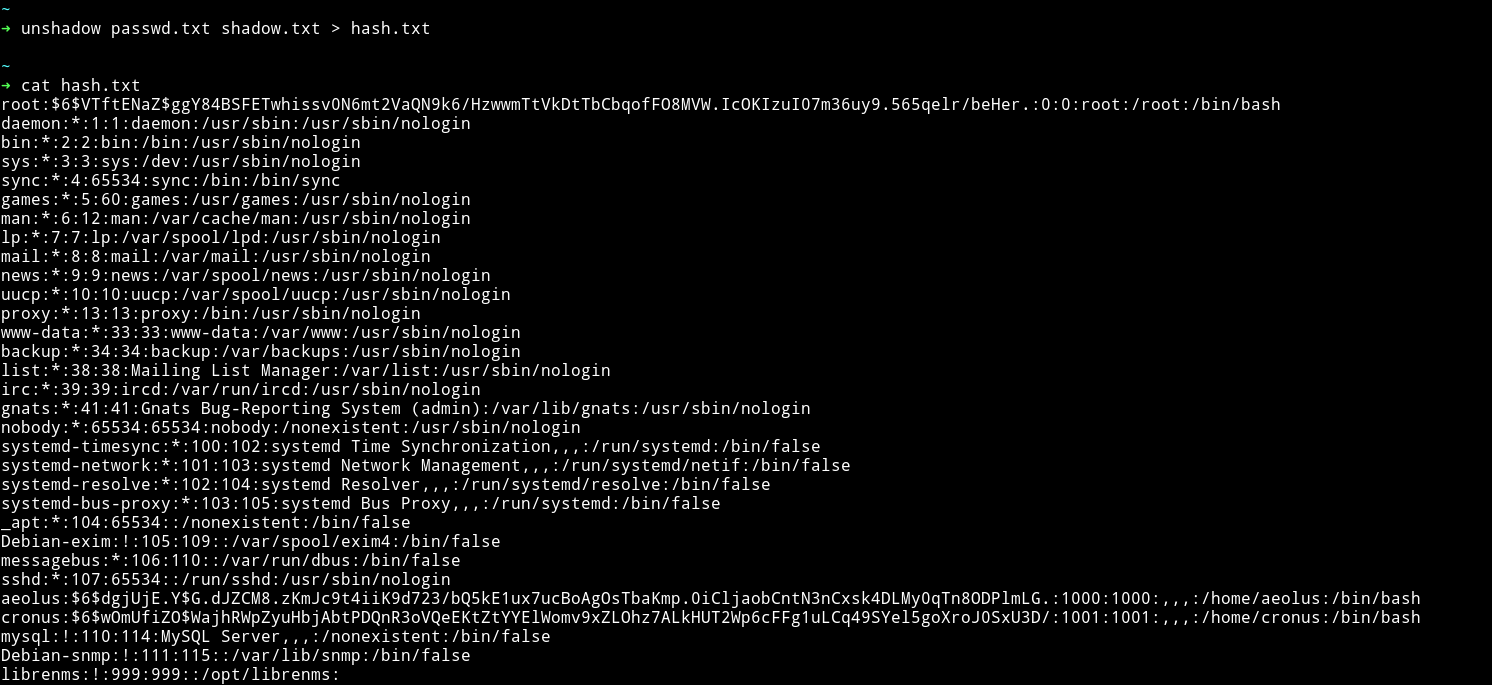 ~
→ unshadow passwd.txt shadow.txt > hash.txt
~
→ cat hash.txt
root:$6$VTftENaZ$ggY84BSFETwhissv0N6mt2VaQN9k6/HzwwmTtVkDtTbCbqofFO8MVW.IcOKIzuI07m36uy9.565qelr/beHer.:0:0:root:/root:/bin/bash
daemon:*:1:1:daemon:/usr/sbin:/usr/sbin/nologin
bin:*:2:2:bin:/bin:/usr/sbin/nologin
sys:*:3:3:sys:/dev:/usr/sbin/nologin
sync:*:4:65534:sync:/bin:/bin/sync
games:*:5:60:games:/usr/games:/usr/sbin/nologin
man:*:6:12:man:/var/cache/man:/usr/sbin/nologin
lp:*:7:7:lp:/var/spool/lpd:/usr/sbin/nologin
mail:*:8:8:mail:/var/mail:/usr/sbin/nologin
news:*:9:9:news:/var/spool/news:/usr/sbin/nologin
uucp:*:10:10:uucp:/var/spool/uucp:/usr/sbin/nologin
proxy:*:13:13:proxy:/bin:/usr/sbin/nologin
www-data:*:33:33:www-data:/var/www:/usr/sbin/nologin
backup:*:34:34:backup:/var/backups:/usr/sbin/nologin
list:*:38:38:Mailing List Manager:/var/list:/usr/sbin/nologin
irc:*:39:39:ircd:/var/run/ircd:/usr/sbin/nologin
gnats:*:41:41:Gnats Bug-Reporting System (admin):/var/lib/gnats:/usr/sbin/nologin
nobody:*:65534:65534:nobody:/nonexistent:/usr/sbin/nologin
systemd-timesync:*:100:102:systemd Time Synchronization,,,:/run/systemd:/bin/false
systemd-network:*:101:103:systemd Network Management,,,:/run/systemd/netif:/bin/false
systemd-resolve:*:102:104:systemd Resolver,,,:/run/systemd/resolve:/bin/false
systemd-bus-proxy:*:103:105:systemd Bus Proxy,,,:/run/systemd:/bin/false
_apt:*:104:65534::/nonexistent:/bin/false
Debian-exim:!:105:109::/var/spool/exim4:/bin/false
messagebus:*:106:110::/var/run/dbus:/bin/false
sshd:*:107:65534::/run/sshd:/usr/sbin/nologin
aeolus:$6$dgjUjE.Y$G.dJZCM8.zKmJc9t4iiK9d723/bQ5kE1ux7ucBoAgOsTbaKmp.0iCljaobCntN3nCxsk4DLMy0qTn8ODPlmLG.:1000:1000:,,,:/home/aeolus:/bin/bash
cronus:$6$wOmUfiZO$WajhRWpZyuHbjAbtPDQnR3oVQeEKtZtYYElWomv9xZLOhz7ALkHUT2Wp6cFFg1uLCq49SYel5goXroJ0SxU3D/:1001:1001:,,,:/home/cronus:/bin/bash
mysql:!:110:114:MySQL Server,,,:/nonexistent:/bin/false
Debian-snmp:!:111:115::/var/lib/snmp:/bin/false
librenms:!:999:999::/opt/librenms: